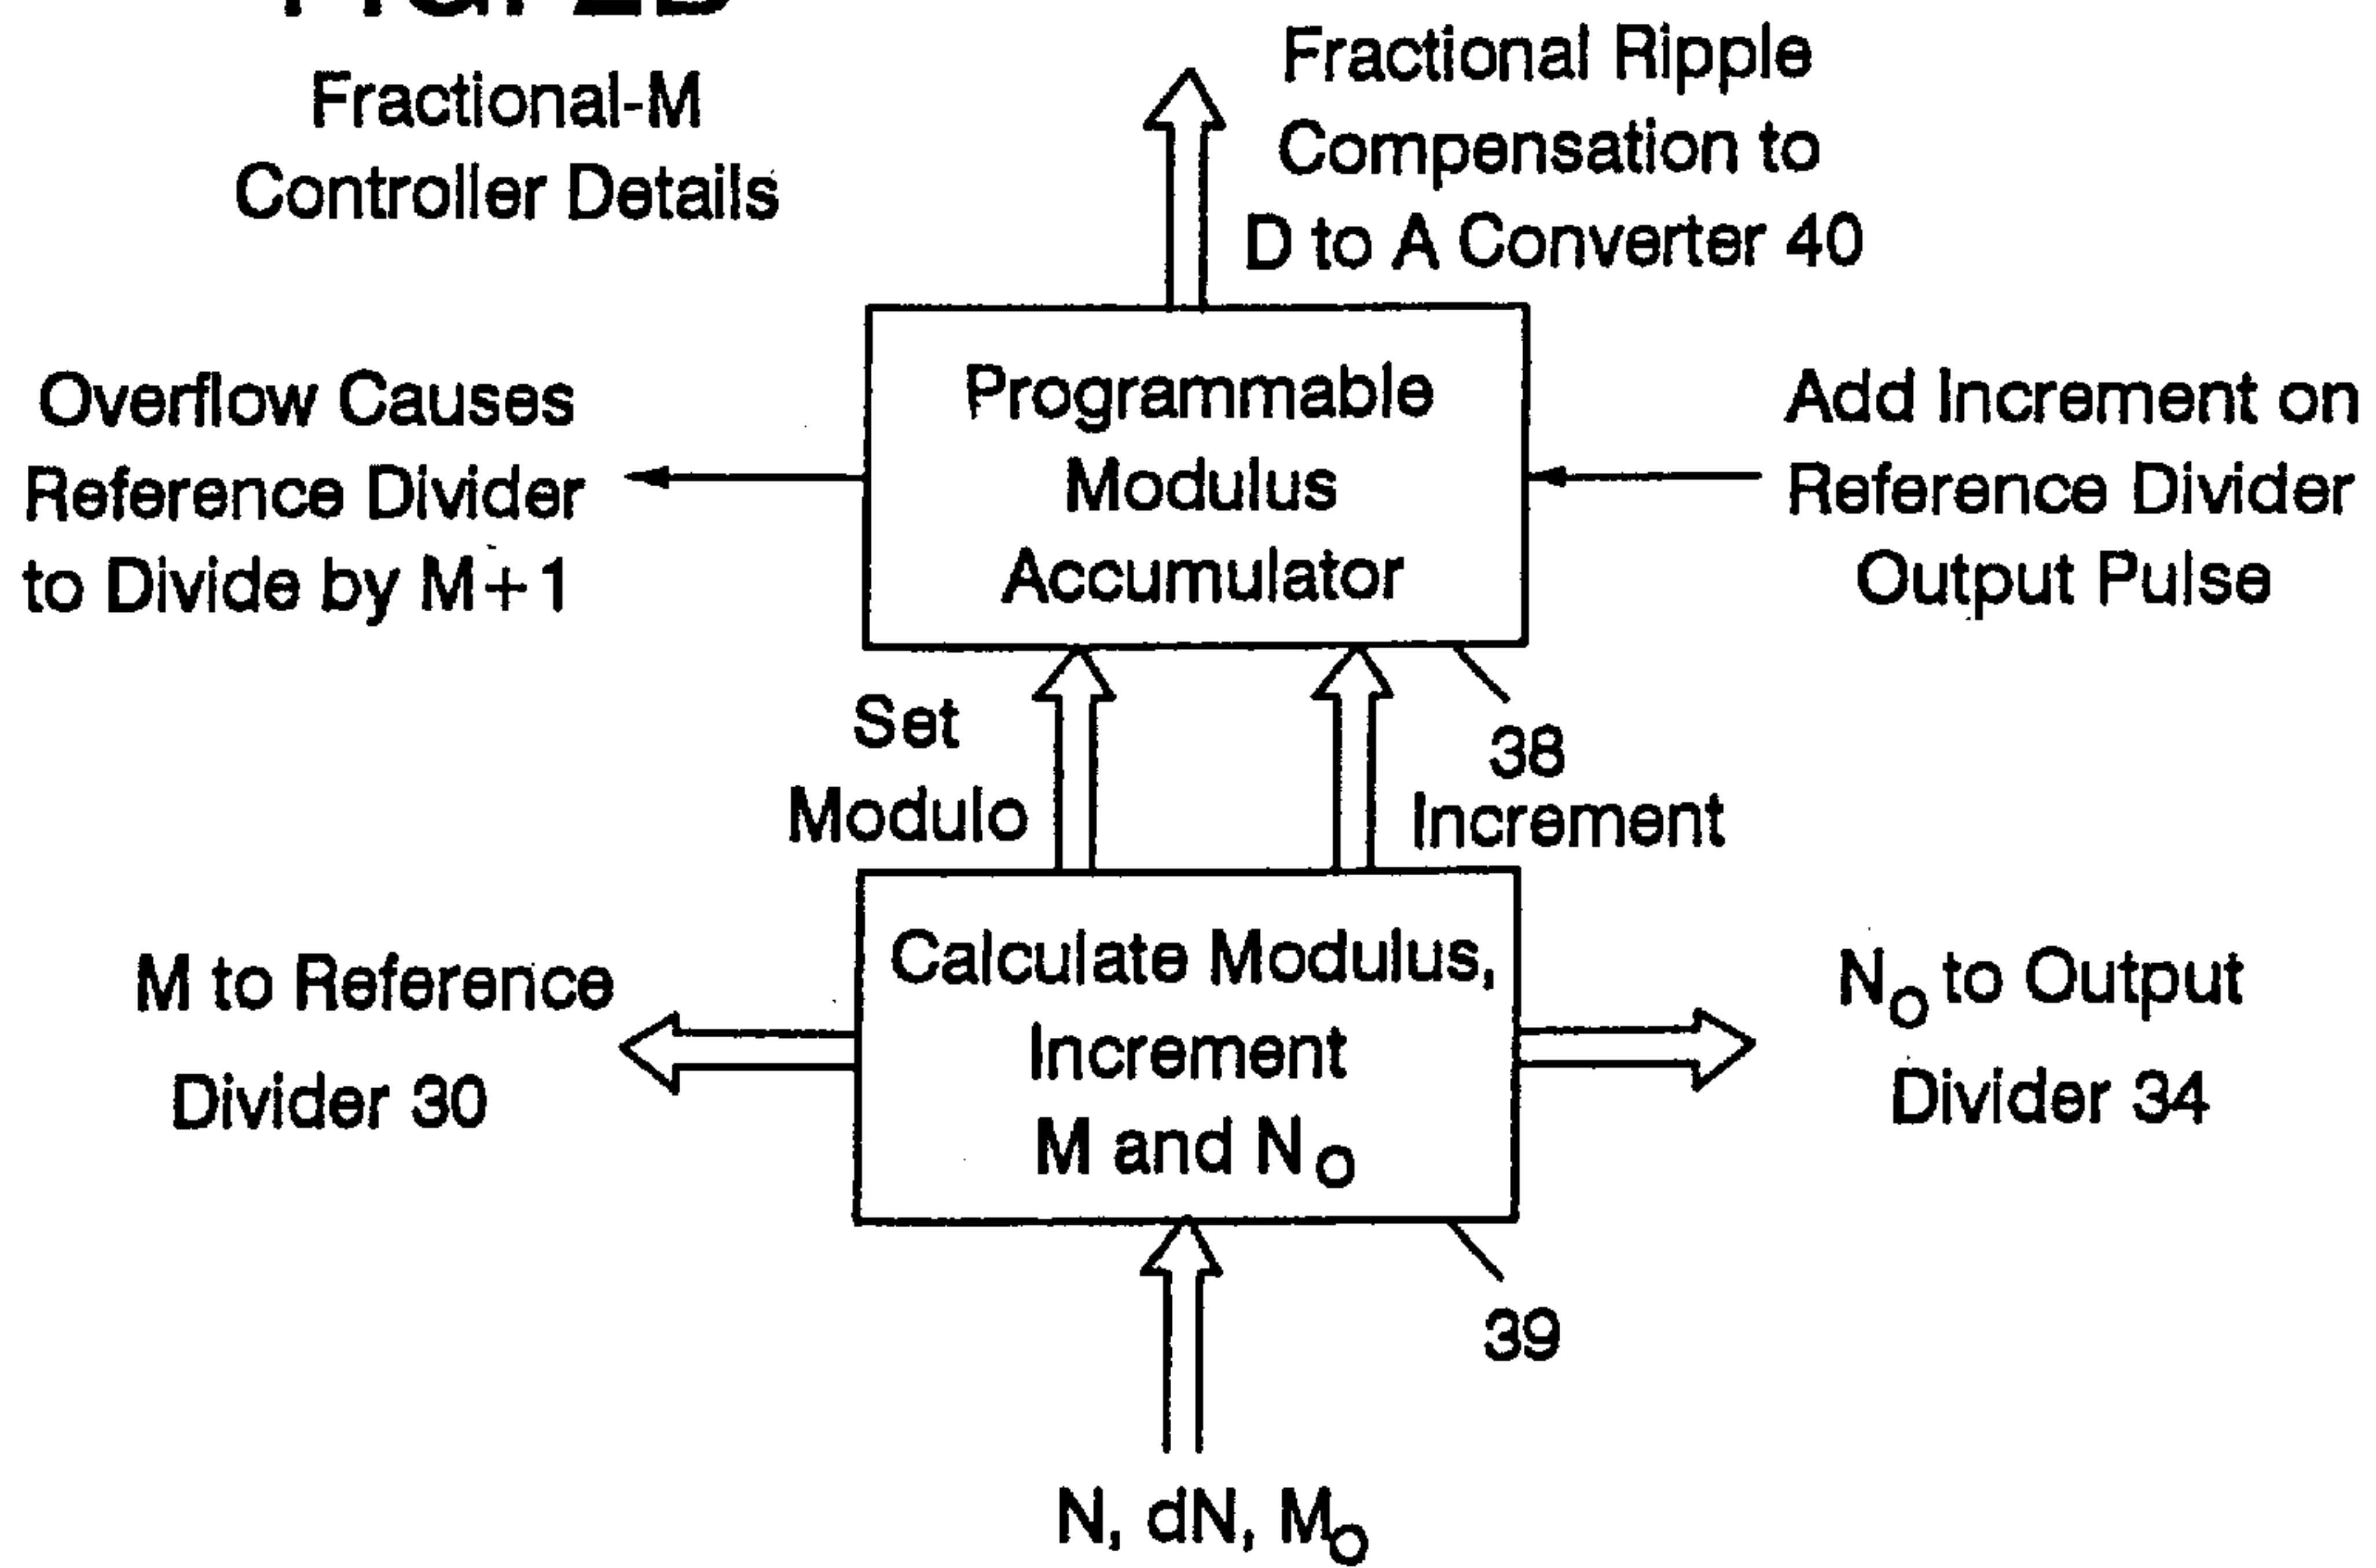 Fractional-M
Controller Details
Fractional Ripple
Compensation to
D to A Converter 40
Overflow Causes
Reference Divider
to Divide by M+1
Programmable
Modulus
Accumulator
Add Increment on
Reference Divider
Output Pulse
Set
Modulo
38
Increment
M to Reference
Divider 30
Calculate Modulus,
Increment
M and NO
NO to Output
Divider 34
39
N, dN, MO